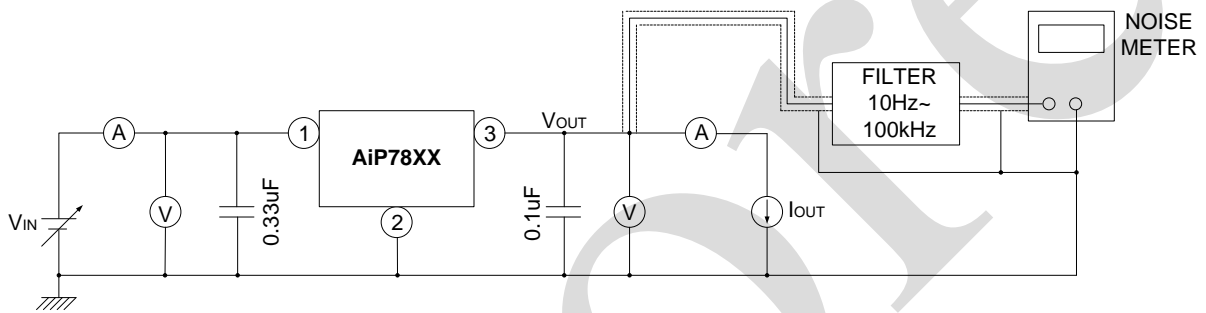 NOISE
METER
FILTER
10Hz~
100kHz
A
1
3
VOUT
A
AiP78XX
VIN
V
0.33uF
2
0.1uF
V
IOUT